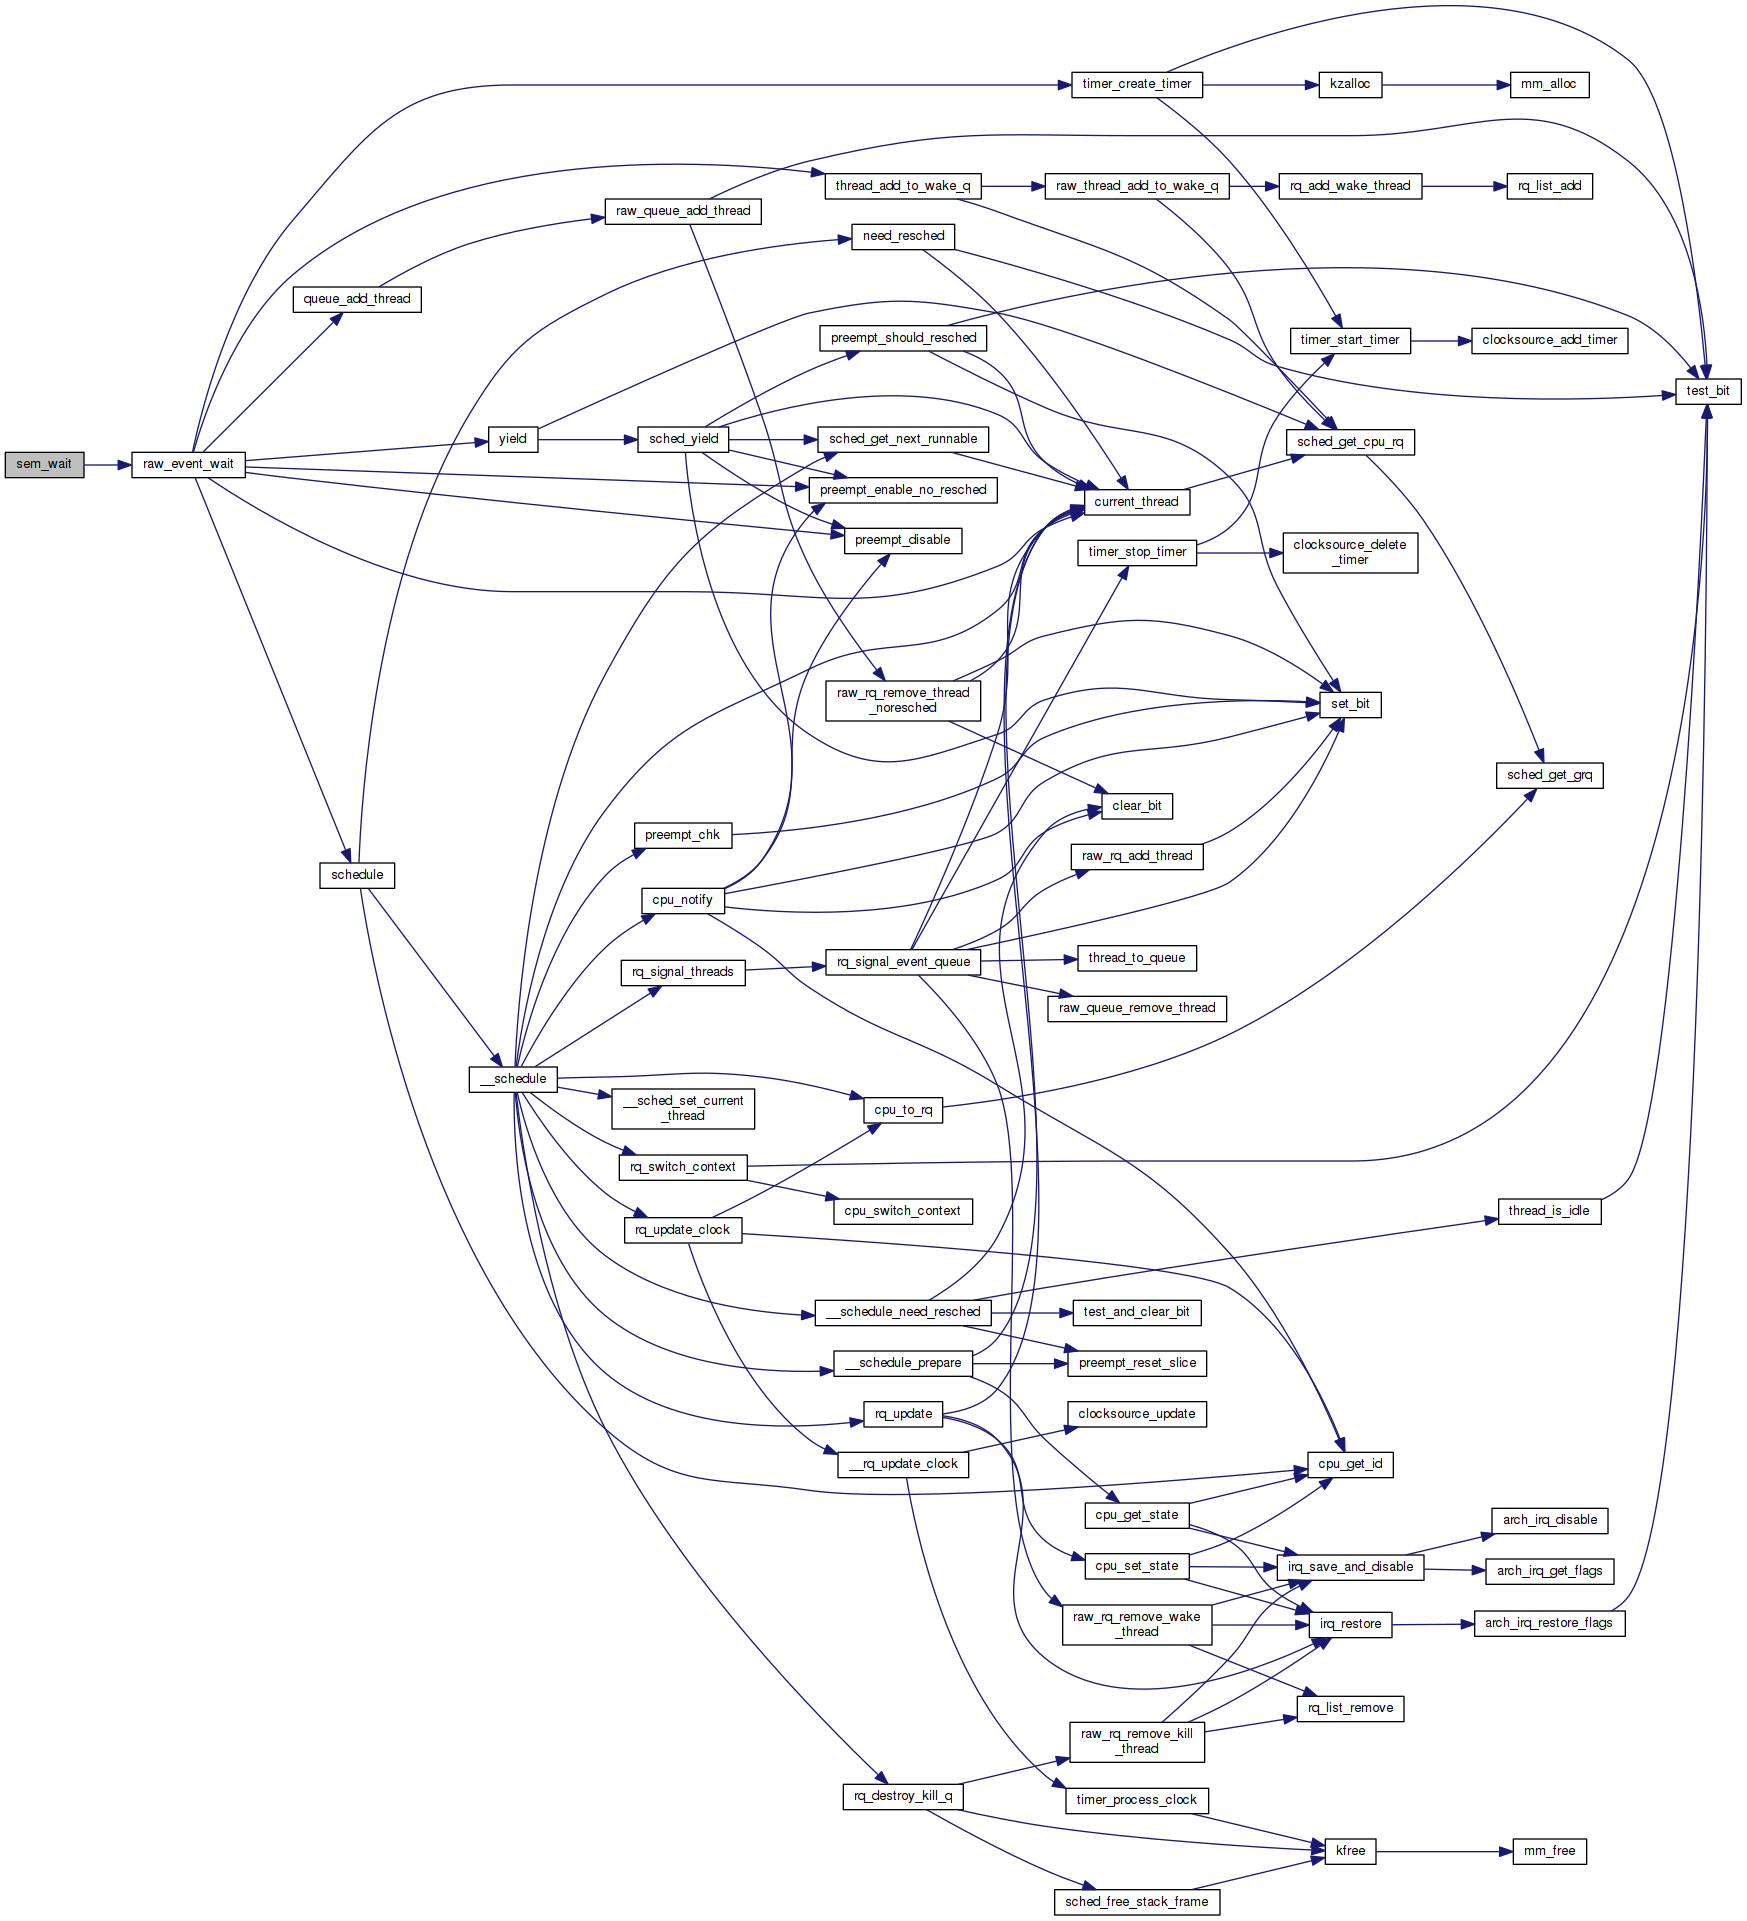 timer_create_timer
kzalloc
mm_alloc
thread_add_to_wake_q
raw_thread_add_to_wake_q
rq_add_wake_thread
rq_list_add
raw_queue_add_thread
need_resched
queue_add_thread
preempt_should_resched
timer_start_timer
clocksource_add_timer
test_bit
yield
sched_yield
sched_get_next_runnable
sched_get_cpu_rq
sem_wait
raw_event_wait
preempt_enable_no_resched
current_thread
preempt_disable
timer_stop_timer
clocksource_delete
_timer
raw_rq_remove_thread
_noresched
set_bit
sched_get_grq
clear_bit
preempt_chk
raw_rq_add_thread
schedule
cpu_notify
rq_signal_threads
rq_signal_event_queue
thread_to_queue
raw_queue_remove_thread
__schedule
__sched_set_current
_thread
cpu_to_rq
rq_switch_context
cpu_switch_context
thread_is_idle
rq_update_clock
__schedule_need_resched
test_and_clear_bit
__schedule_prepare
preempt_reset_slice
rq_update
clocksource_update
__rq_update_clock
cpu_get_id
cpu_get_state
arch_irq_disable
cpu_set_state
irq_save_and_disable
arch_irq_get_flags
raw_rq_remove_wake
_thread
irq_restore
arch_irq_restore_flags
rq_list_remove
raw_rq_remove_kill
_thread
rq_destroy_kill_q
timer_process_clock
kfree
mm_free
sched_free_stack_frame